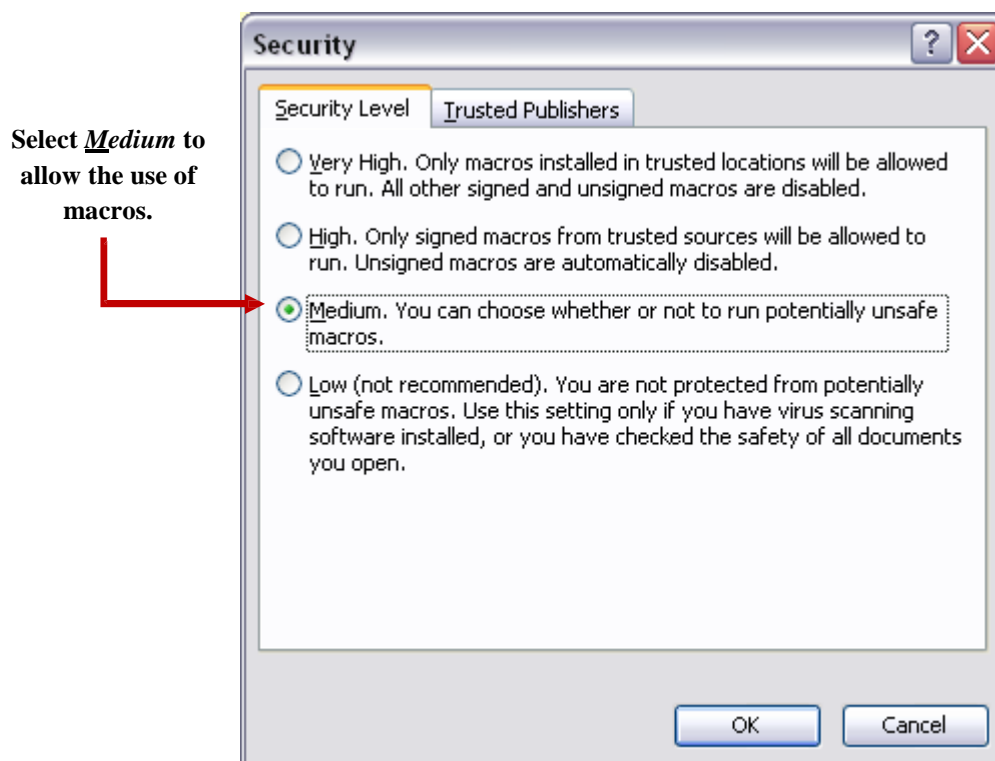 Security
Security Level
Trusted Publishers
Select Medium to
allow the use of
macros.
Very High. Only macros installed in trusted locations will be allowed
to run. All other signed and unsigned macros are disabled.
High. Only signed macros from trusted sources will be allowed to
run. Unsigned macros are automatically disabled.
Medium. You can choose whether or not to run potentially unsafe
macros.
Low (not recommended). You are not protected from potentially
unsafe macros. Use this setting only if you have virus scanning
software installed, or you have checked the safety of all documents
you open.
OK
Cancel